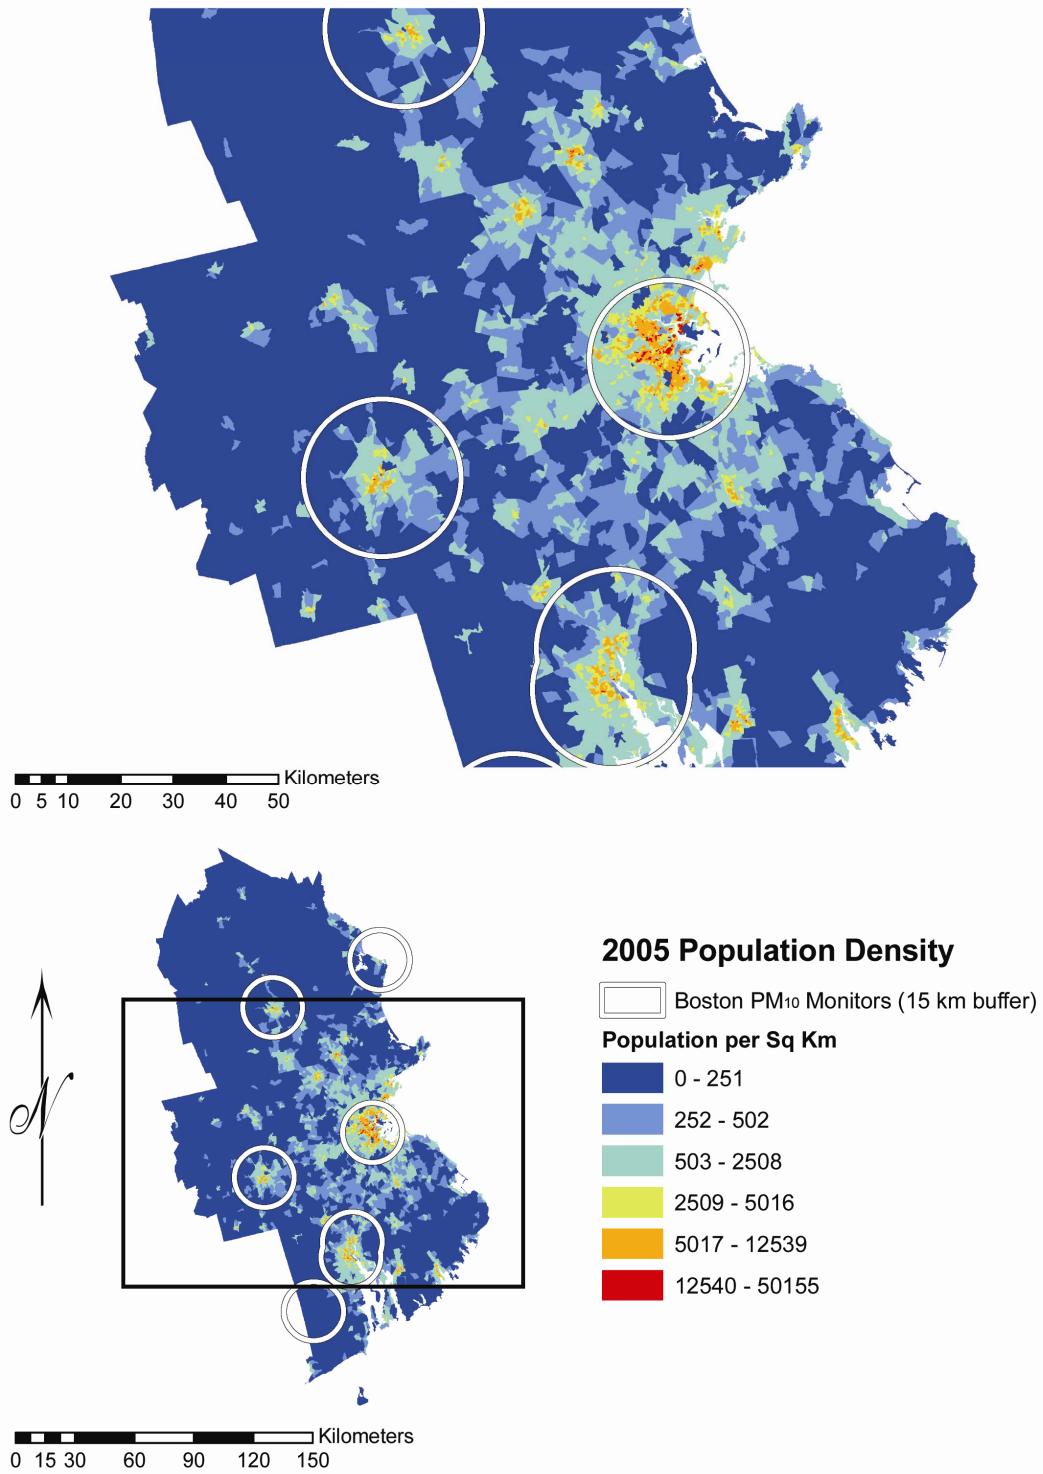 Kilometers
0 5 10 20 30 40 50
2005 Population Density
Boston PM10 Monitors (15 km buffer)
Population per Sq Km
0 - 251
252 - 502
503 - 2508
2509 - 5016
5017 - 12539
12540 - 50155
N
Kilometers
0 15 30 60 90 120 150